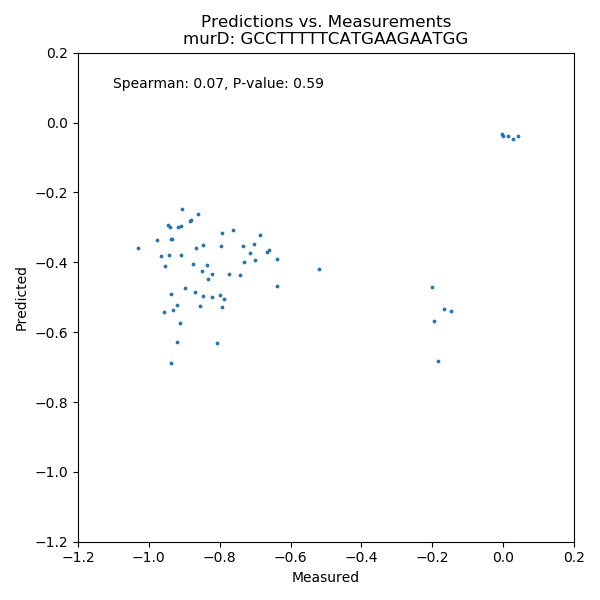 Predictions vs. Measurements
murD: GCCTTTTTCATGAAGAATGG
Spearman: 0.07, P-value: 0.59
0.2
0.0
−0.2
−0.4
−0.6
−0.8
−1.0
−1.2
Predicted
−1.2 −1.0 −0.8 −0.6 −0.4 −0.2 0.0 0.2
Measured